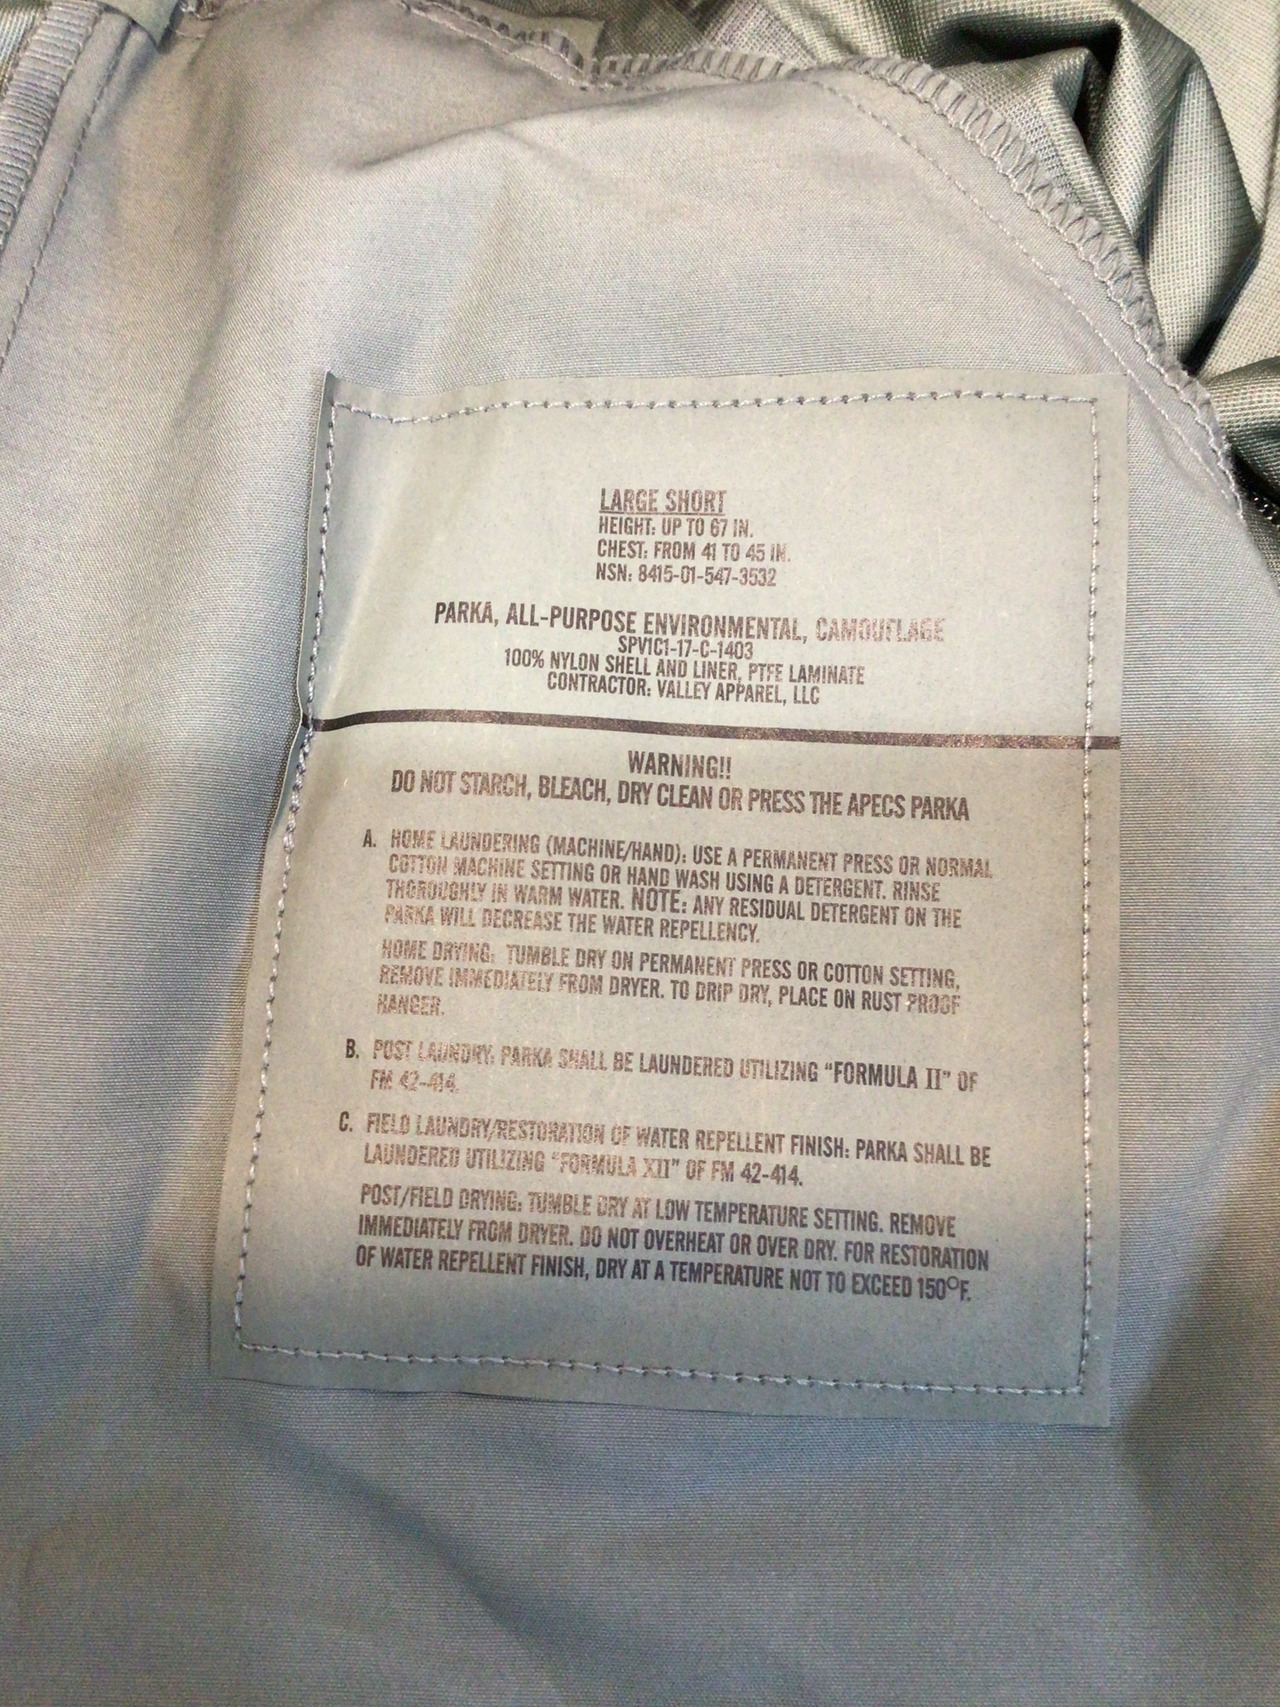 LARGE SHORT
HEIGHT: UP TO 67 IN.
CHEST: FROM 41 TO 45 IN.
NSN: 8415-01-547-3532
PARKA, ALL-PURPOSE ENVIRONMENTAL, CAMOUFLAGE
SPV1C1-17-C-1403
100% NYLON SHELL AND LINER, PTFE LAMINATE
CONTRACTOR: VALLEY APPAREL, LLC
WARNING!!
DO NOT STARCH, BLEACH, DRY CLEAN OR PRESS THE APECS PARKA
A. HOME LAUNDERING (MACHINE/HAND): USE A PERMANENT PRESS OR NORMAL
COTTON MACHINE SETTING OR HAND WASH USING A DETERGENT. RINSE
THOROUGHLY IN WARM WATER. NOTE: ANY RESIDUAL DETERGENT ON THE
PARKA WILL DECREASE THE WATER REPELLENCY.
HOME DRYING: TUMBLE DRY ON PERMANENT PRESS OR COTTON SETTING,
REMOVE IMMEDIATELY FROM DRYER. TO DRIP DRY, PLACE ON RUST PROOF
HANGER.
B. POST LAUNDRY: PARKA SHALL BE LAUNDERED UTILIZING "FORMULA II" OF
FM 42-414.
C. FIELD LAUNDRY/RESTORATION OF WATER REPELLENT FINISH: PARKA SHALL BE
LAUNDERED UTILIZING "FORMULA XII" OF FM 42-414.
POST/FIELD DRYING: TUMBLE DRY AT LOW TEMPERATURE SETTING. REMOVE
IMMEDIATELY FROM DRYER. DO NOT OVERHEAT OR OVER DRY. FOR RESTORATION
OF WATER REPELLENT FINISH, DRY AT A TEMPERATURE NOT TO EXCEED 150°F.